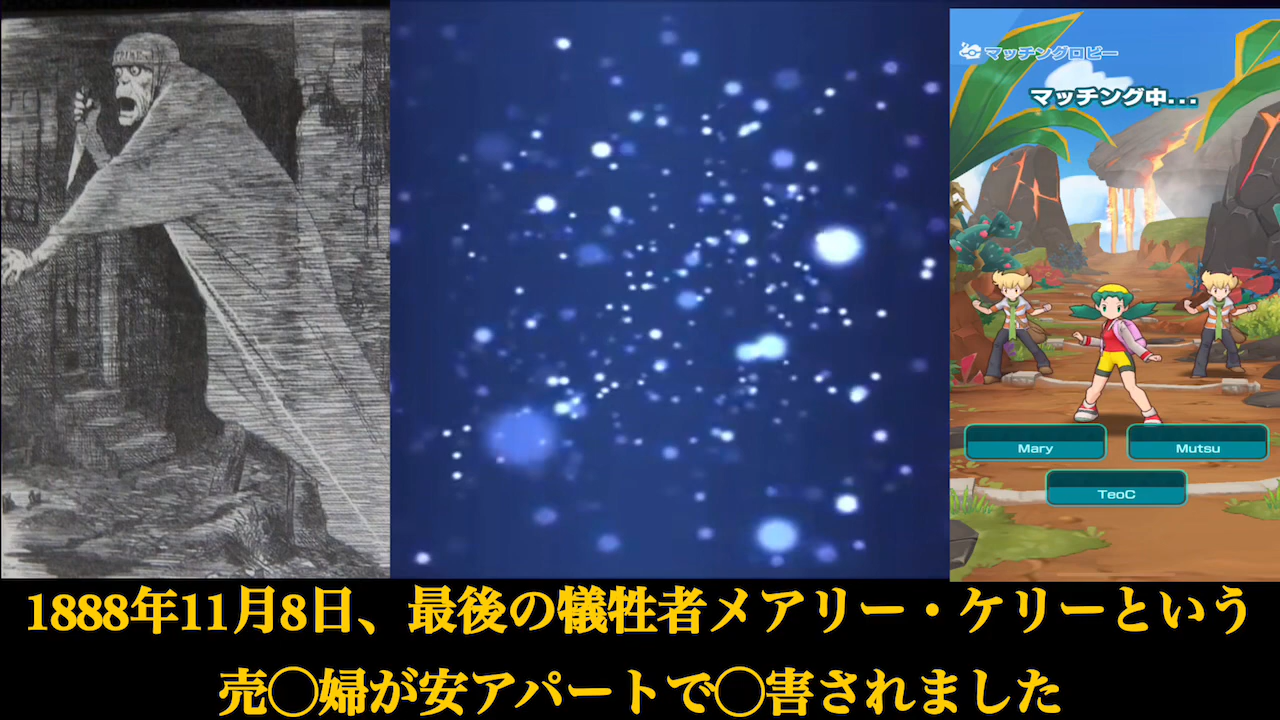 マッチングロビー
マッチング中...
Mary
Mutsu
TeoC
1888年11月8日、最後の犠牲者メアリー・ケリーという
売◯婦が安アパートで◯害されました